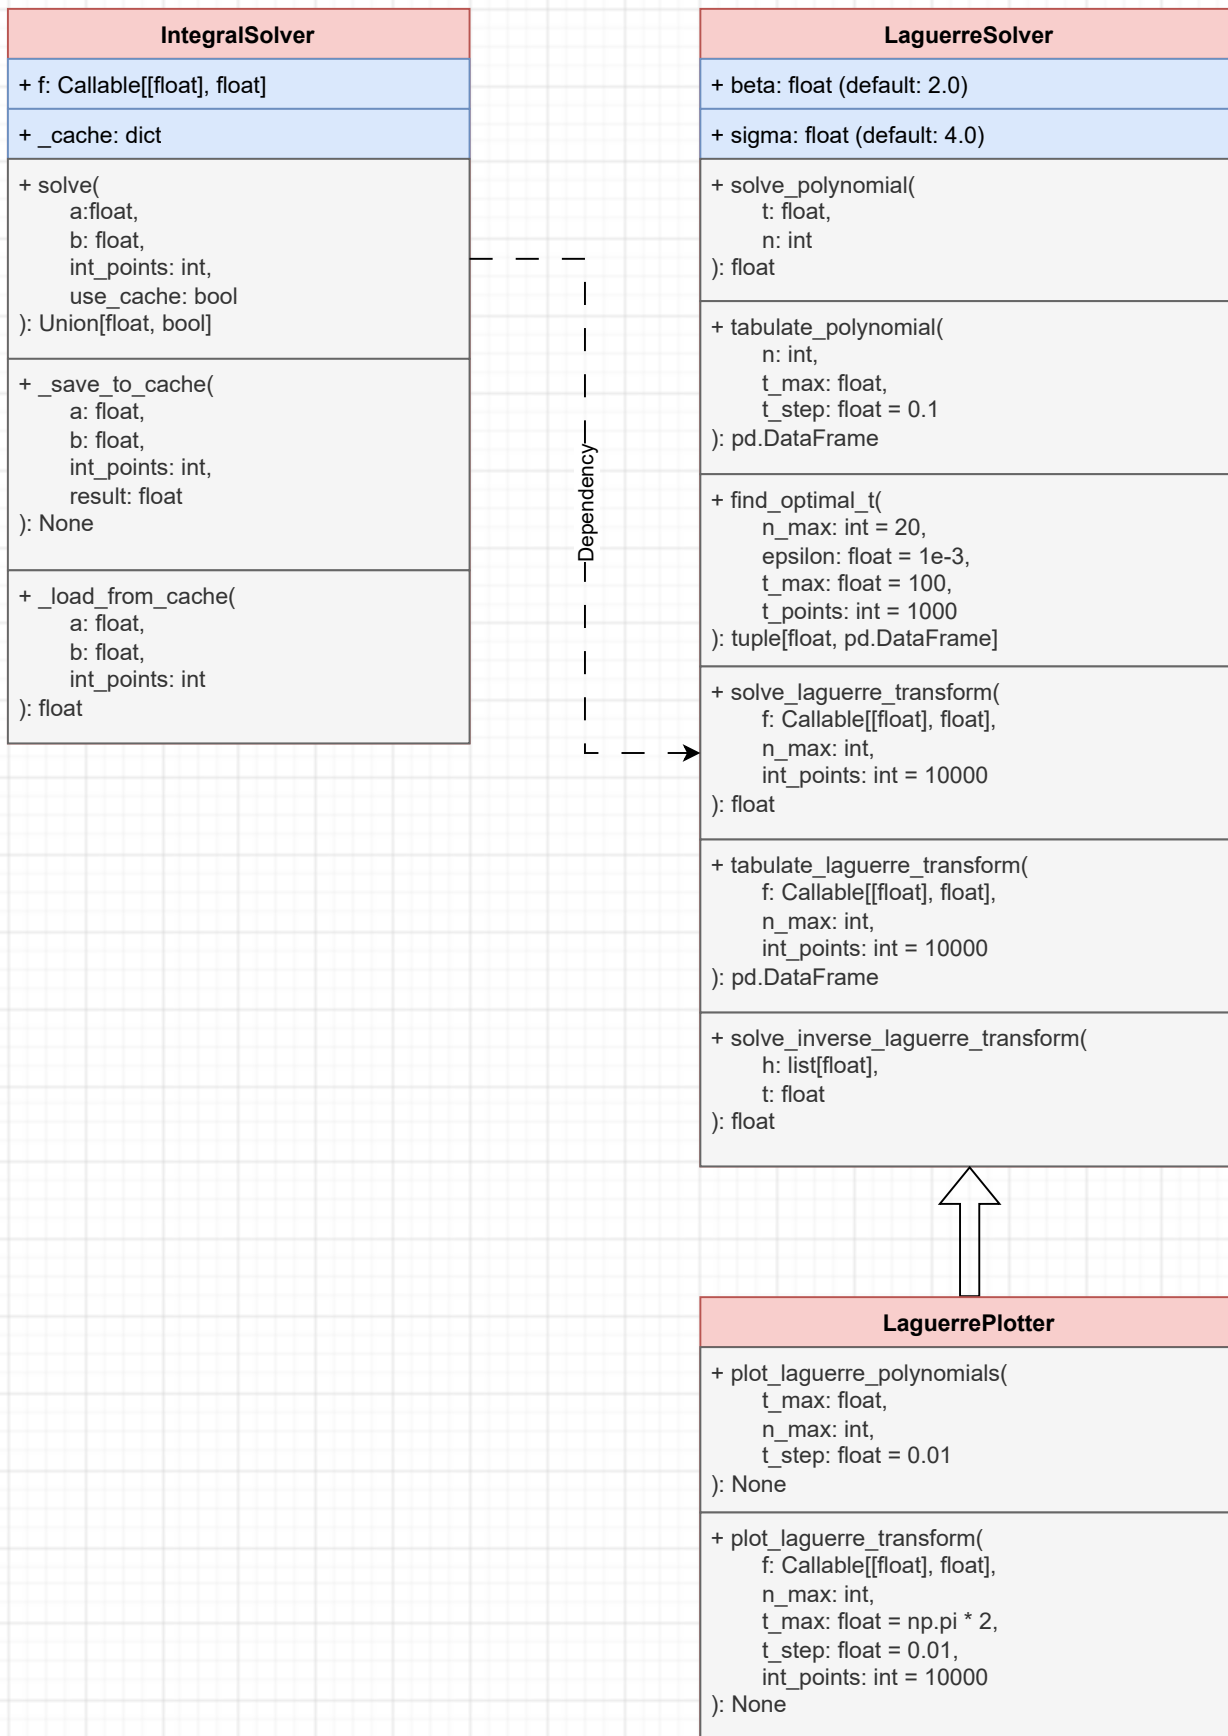 IntegralSolver
+ f: Callable[[float], float]
+ _cache: dict
+ solve(
a:float,
b: float,
int_points: int,
use_cache: bool
): Union[float, bool]
+ _save_to_cache(
a: float,
b: float,
int_points: int,
result: float
): None
+ _load_from_cache(
a: float,
b: float,
int_points: int
): float
Dependency
LaguerreSolver
+ beta: float (default: 2.0)
+ sigma: float (default: 4.0)
+ solve_polynomial(
t: float,
n: int
): float
+ tabulate_polynomial(
n: int,
t_max: float,
t_step: float = 0.1
): pd.DataFrame
+ find_optimal_t(
n_max: int = 20,
epsilon: float = 1e-3,
t_max: float = 100,
t_points: int = 1000
): tuple[float, pd.DataFrame]
+ solve_laguerre_transform(
f: Callable[[float], float],
n_max: int,
int_points: int = 10000
): float
+ tabulate_laguerre_transform(
f: Callable[[float], float],
n_max: int,
int_points: int = 10000
): pd.DataFrame
+ solve_inverse_laguerre_transform(
h: list[float],
t: float
): float
LaguerrePlotter
+ plot_laguerre_polynomials(
t_max: float,
n_max: int,
t_step: float = 0.01
): None
+ plot_laguerre_transform(
f: Callable[[float], float],
n_max: int,
t_max: float = np.pi * 2,
t_step: float = 0.01,
int_points: int = 10000
): None